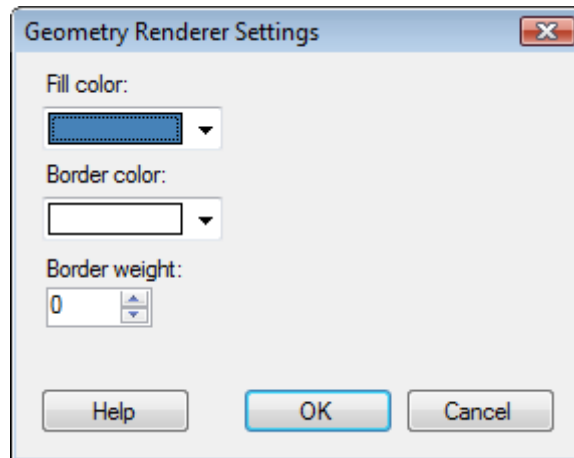 Geometry Renderer Settings
Fill color:
Border color:
Border weight:
0
Help OK Cancel